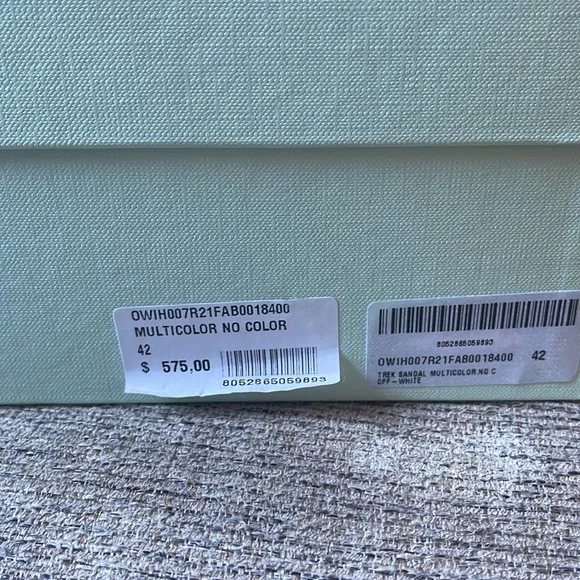 OWIH007R21FAB0018400
MULTICOLOR NO COLOR
42
$ 575,00
8052865059893
8052865059893
OWIH007R21FAB0018400 42
TREK SANDAL MULTICOLOR NO C
OFF-WHITE